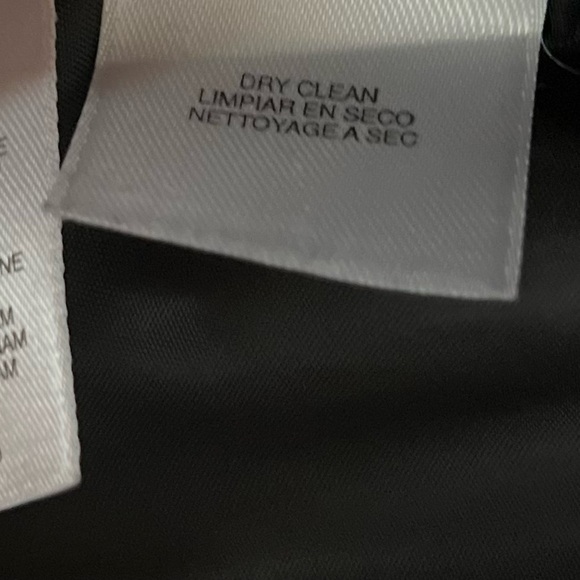 DRY CLEAN
LIMPIAR EN SECO
NETTOYAGE A SEC